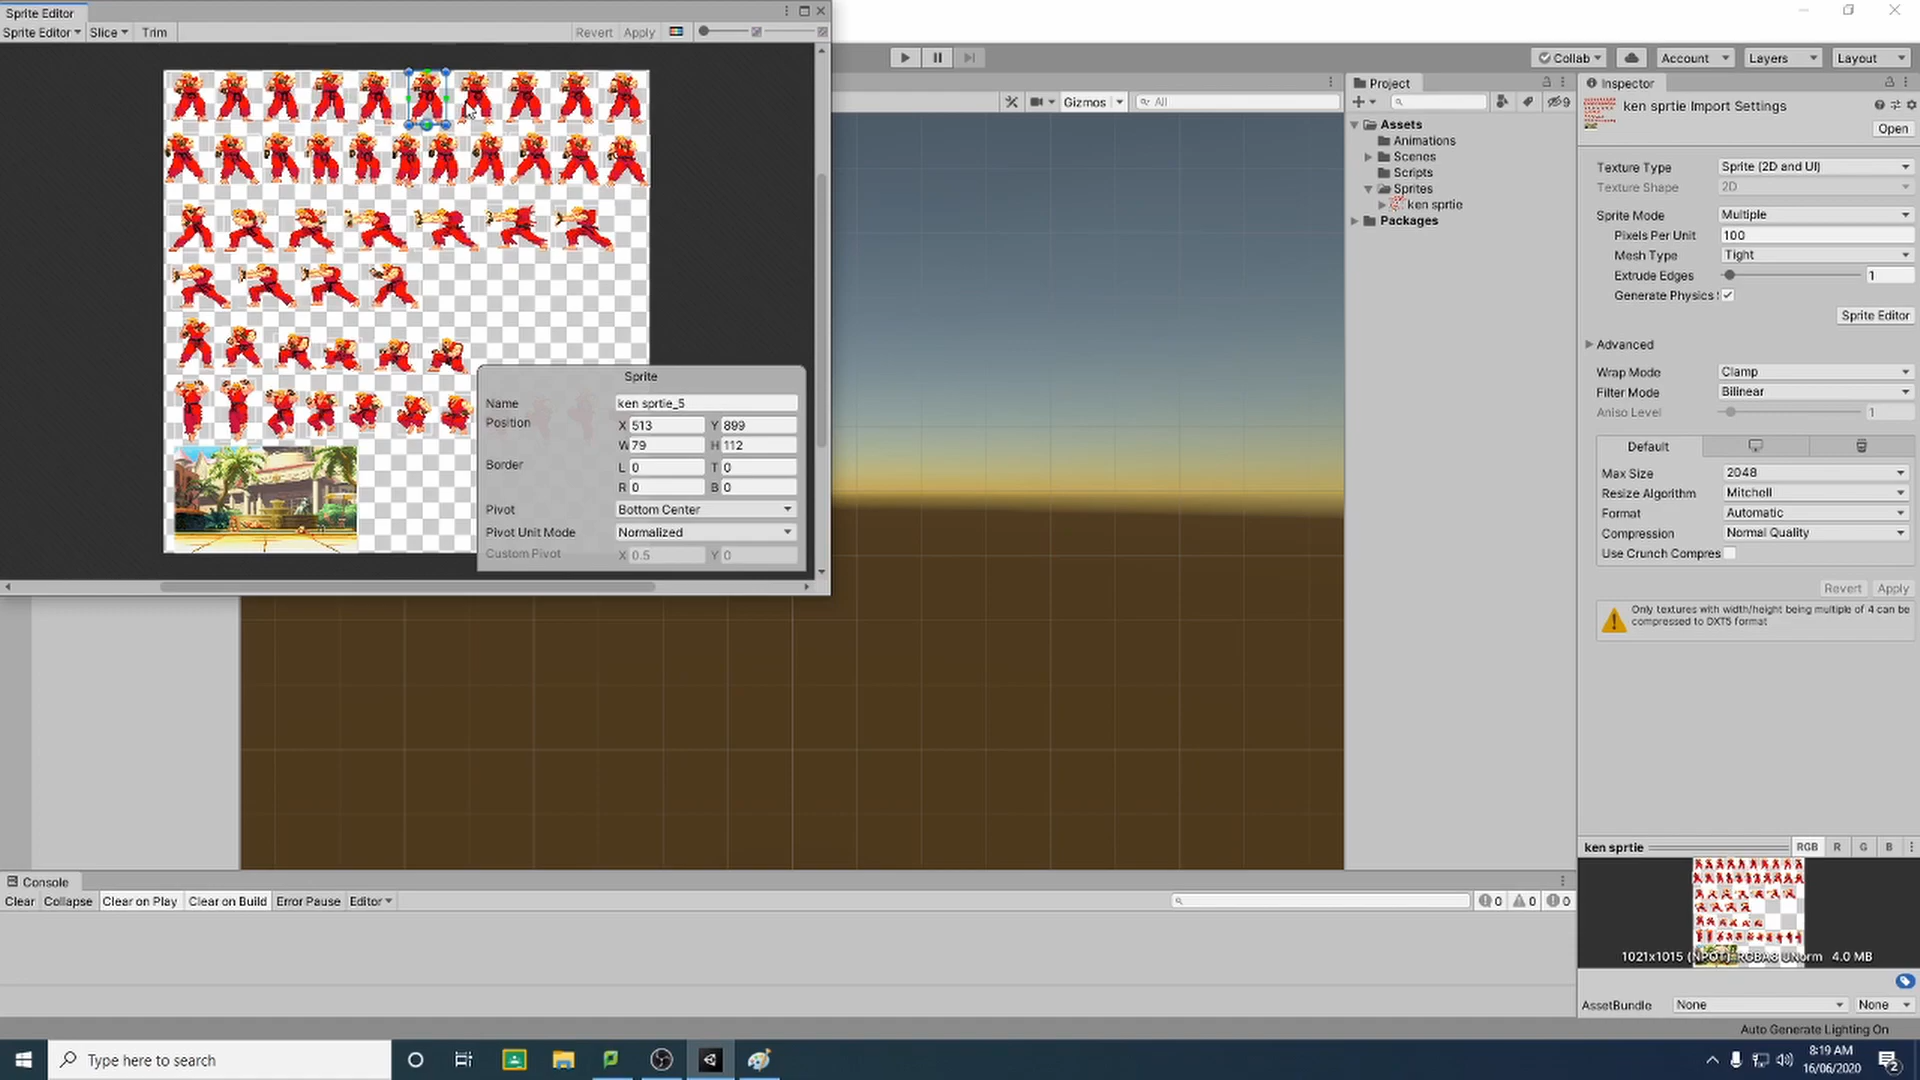 Sprite Editor
Sprite Editor Slice Trim Revert Apply
Sprite
Name ken sprtie_5
Position X 513 Y 899
W 79 H 112
Border L 0 T 0
R 0 B 0
Pivot Bottom Center
Pivot Unit Mode Normalized
Custom Pivot X 0.5 Y 0
Collab Account Layers Layout
Gizmos All
Project
9
Assets
Animations
Scenes
Scripts
Sprites
ken sprtie
Packages
Inspector
ken sprtie Import Settings
Open
Texture Type Sprite (2D and UI)
Texture Shape 2D
Sprite Mode Multiple
Pixels Per Unit 100
Mesh Type Tight
Extrude Edges 1
Generate Physics
Sprite Editor
Advanced
Wrap Mode Clamp
Filter Mode Bilinear
Aniso Level 1
Default
Max Size 2048
Resize Algorithm Mitchell
Format Automatic
Compression Normal Quality
Use Crunch Compres
Revert Apply
Only textures with width/height being multiple of 4 can be
compressed to DXT5 format
ken sprtie RGB R G B
1021x1015 (NPOT) RGBA8 UNorm 4.0 MB
AssetBundle None None
Auto Generate Lighting On
Console
Clear Collapse Clear on Play Clear on Build Error Pause Editor 0 0 0
Type here to search
8:19 AM
16/06/2020
2